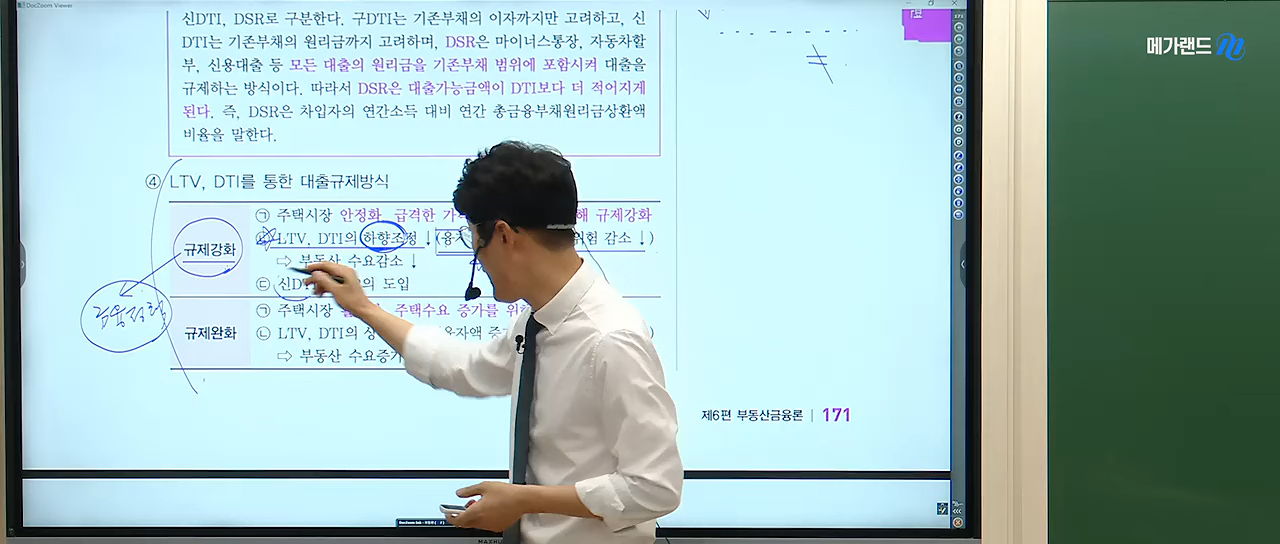 DocZoom Viewer
신DTI, DSR로 구분한다. 구DTI는 기존부채의 이자까지만 고려하고, 신
DTI는 기존부채의 원리금까지 고려하며, DSR은 마이너스통장, 자동차할
부, 신용대출 등 모든 대출의 원리금을 기존부채 범위에 포함시켜 대출을
규제하는 방식이다. 따라서 DSR은 대출가능금액이 DTI보다 더 적어지게
된다. 즉, DSR은 차입자의 연간소득 대비 연간 총금융부채원리금상환액
비율을 말한다.
메가랜드
④ LTV, DTI를 통한 대출규제방식
규제강화
㉠ 주택시장 안정화, 급격한 규제강화
LTV, DTI의 하향조정↓(융 위험 감소↓)
⇨ 부동산 수요감소↓
㉢ 도입
규제완화
㉠ 주택시장 주택수요 증가를
㉡ LTV, DTI의
⇨ 부동산 수요증가
제6편 부동산금융론 | 171